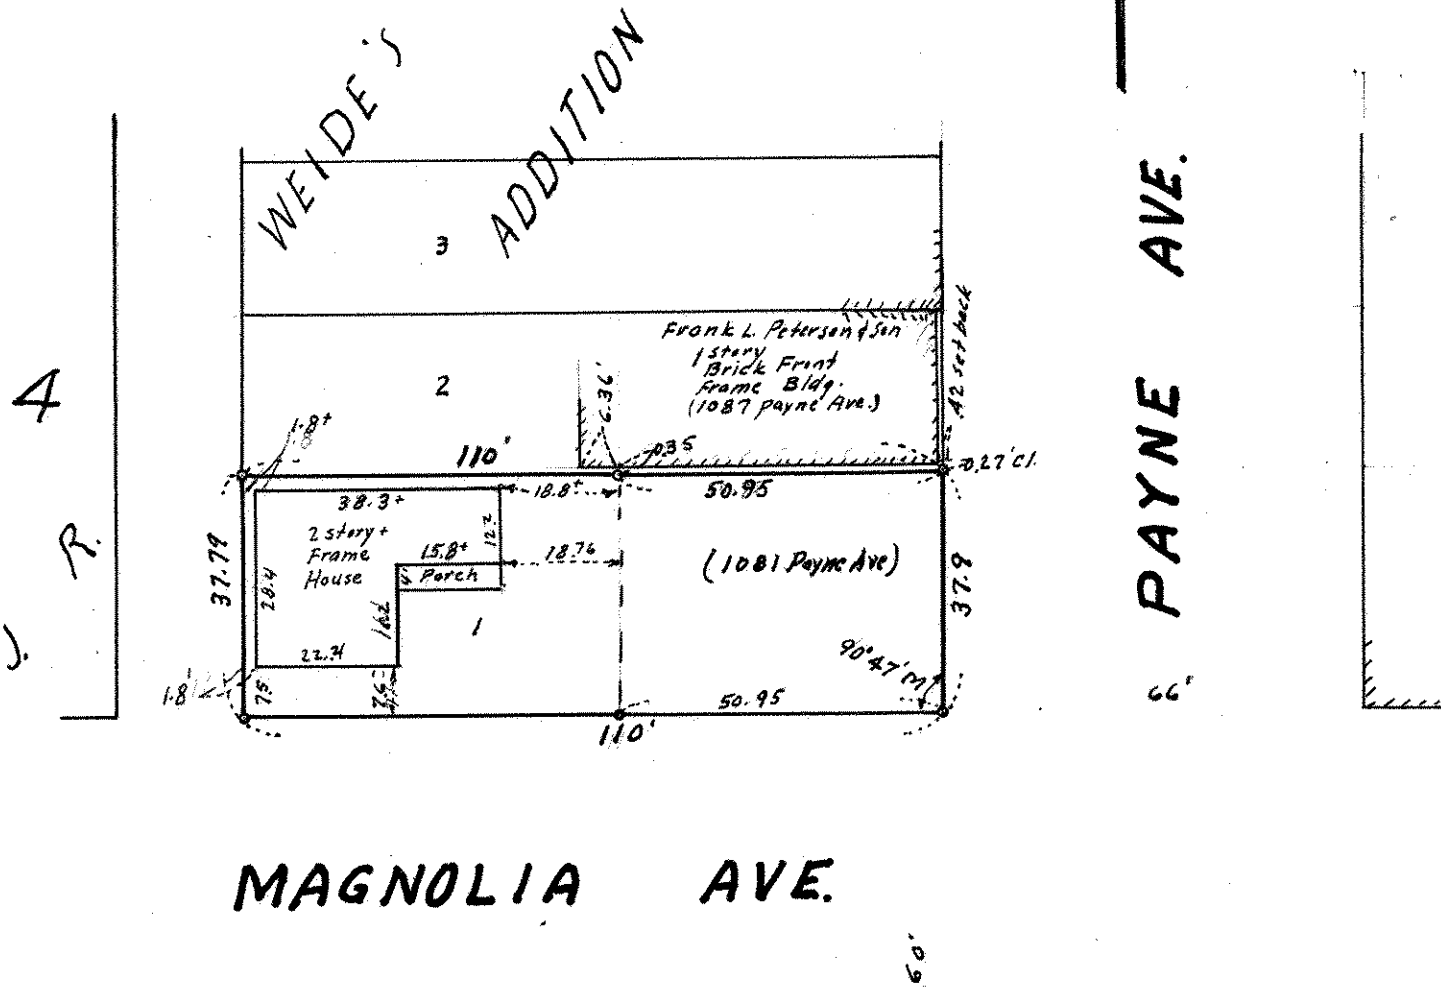 WEIDE'S
ADDITION
3
4
2
Frank L. Peterson & Son
1 story
Brick Front
Frame Bldg.
(1087 Payne Ave.)
.42 set back
6.36'
1.8±
110'
.035
0.27' Cl.
38.3±
18.8±
50.95
2 story +
Frame
House
12.2
15.8±
18.76
Porch
(1081 Payne Ave)
37.79
28.4
16.2
1
37.9
22.4
90°47' M
1.8'
7.5
7.6
50.95
110'
R.
J.
PAYNE AVE.
66'
MAGNOLIA AVE.
60'